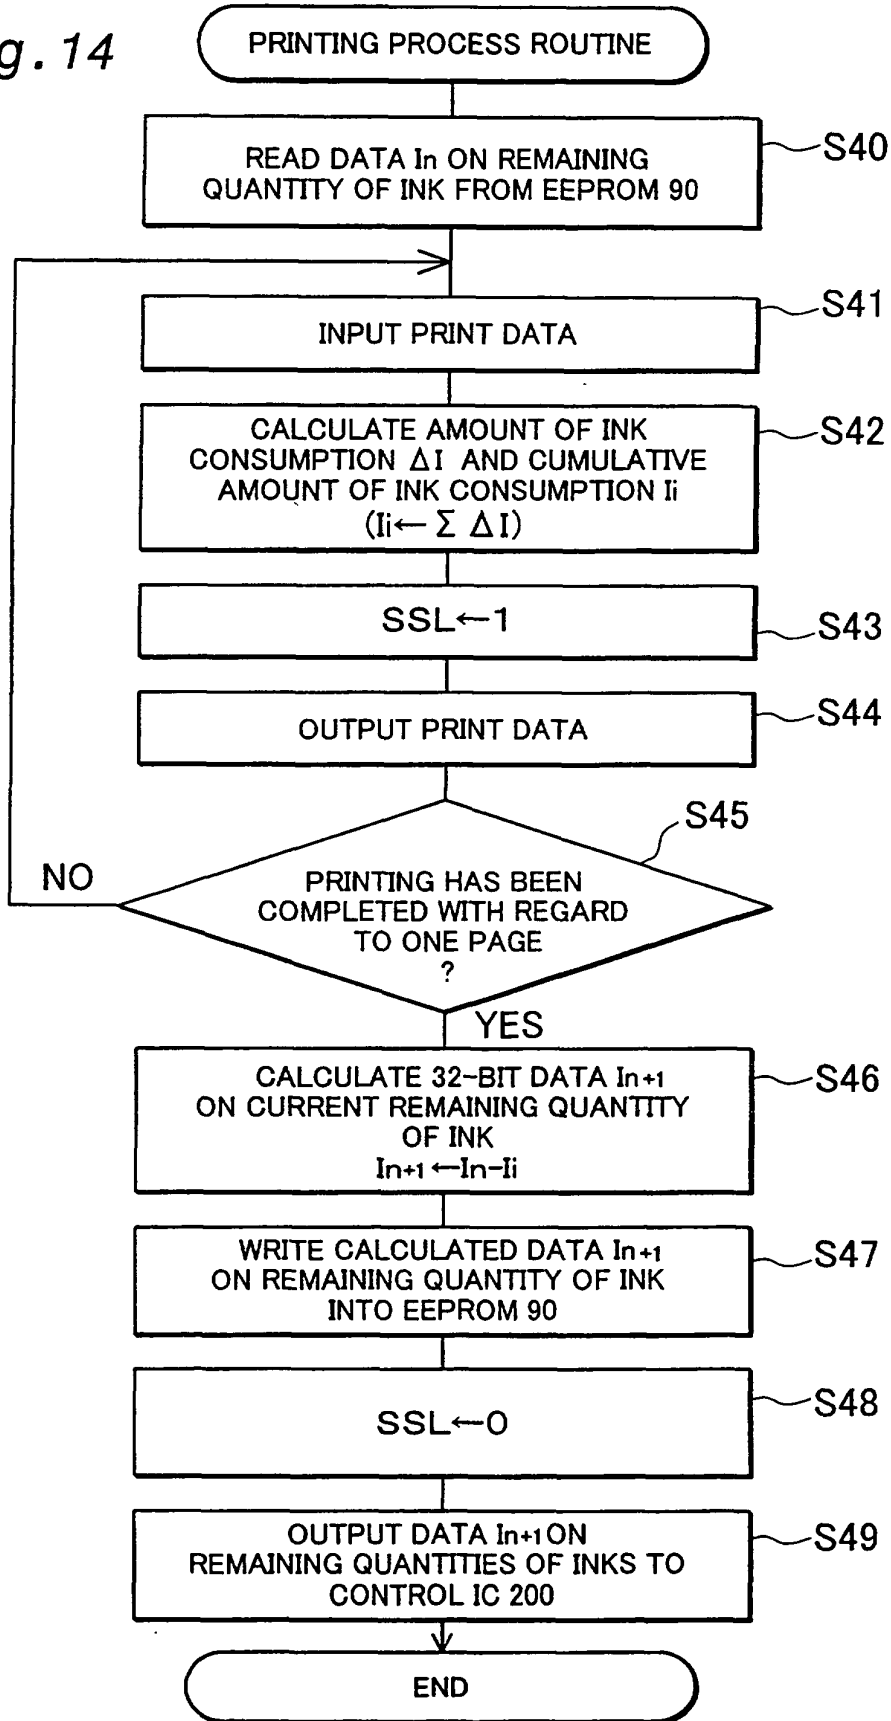 g.14
PRINTING PROCESS ROUTINE
S40
READ DATA In ON REMAINING
QUANTITY OF INK FROM EEPROM 90
S41
INPUT PRINT DATA
S42
CALCULATE AMOUNT OF INK
CONSUMPTION ΔI AND CUMULATIVE
AMOUNT OF INK CONSUMPTION Ii
(Ii← Σ ΔI)
SSL←1
S43
S44
OUTPUT PRINT DATA
S45
NO
PRINTING HAS BEEN
COMPLETED WITH REGARD
TO ONE PAGE
?
YES
S46
CALCULATE 32-BIT DATA In+1
ON CURRENT REMAINING QUANTITY
OF INK
In+1 ←In-Ii
S47
WRITE CALCULATED DATA In+1
ON REMAINING QUANTITY OF INK
INTO EEPROM 90
S48
SSL←0
S49
OUTPUT DATA In+1 ON
REMAINING QUANTITIES OF INKS TO
CONTROL IC 200
END